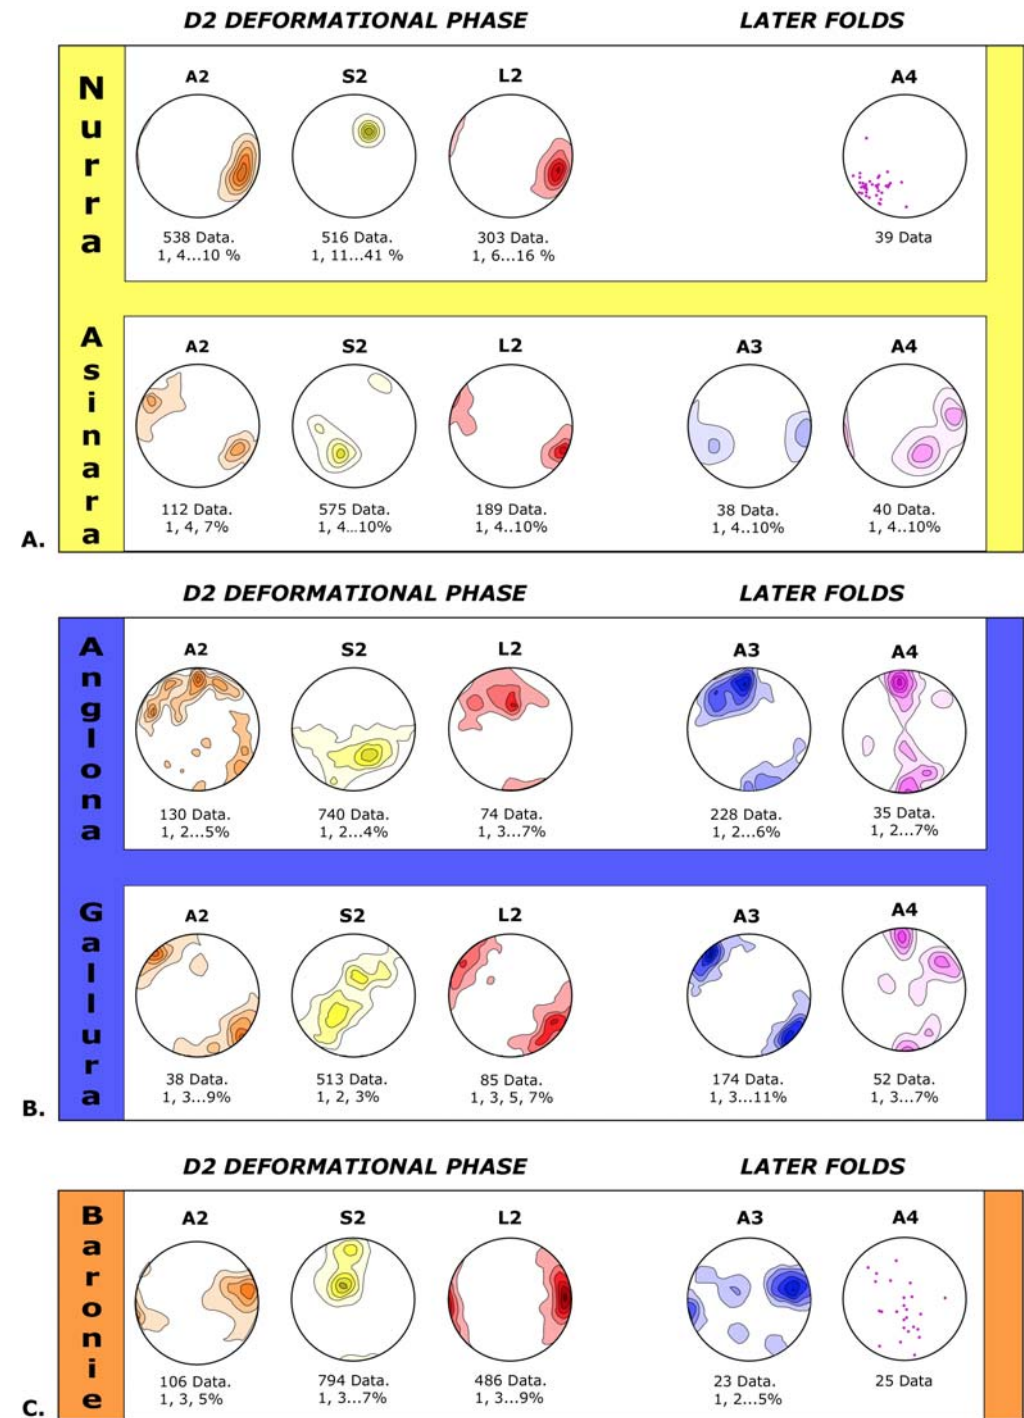 D2 DEFORMATIONAL PHASE
LATER FOLDS
Nurra
A2
S2
L2
A4
538 Data.
1, 4...10 %
516 Data.
1, 11...41 %
303 Data.
1, 6...16 %
39 Data
Asinara
A2
S2
L2
A3
A4
112 Data.
1, 4, 7%
575 Data.
1, 4...10%
189 Data.
1, 4..10%
38 Data.
1, 4..10%
40 Data.
1, 4..10%
A.
D2 DEFORMATIONAL PHASE
LATER FOLDS
Anglona
A2
S2
L2
A3
A4
130 Data.
1, 2...5%
740 Data.
1, 2...4%
74 Data.
1, 3...7%
228 Data.
1, 2...6%
35 Data.
1, 2...7%
Gallura
A2
S2
L2
A3
A4
38 Data.
1, 3...9%
513 Data.
1, 2, 3%
85 Data.
1, 3, 5, 7%
174 Data.
1, 3...11%
52 Data.
1, 3...7%
B.
D2 DEFORMATIONAL PHASE
LATER FOLDS
Baronie
A2
S2
L2
A3
A4
106 Data.
1, 3, 5%
794 Data.
1, 3...7%
486 Data.
1, 3...9%
23 Data.
1, 2...5%
25 Data
C.